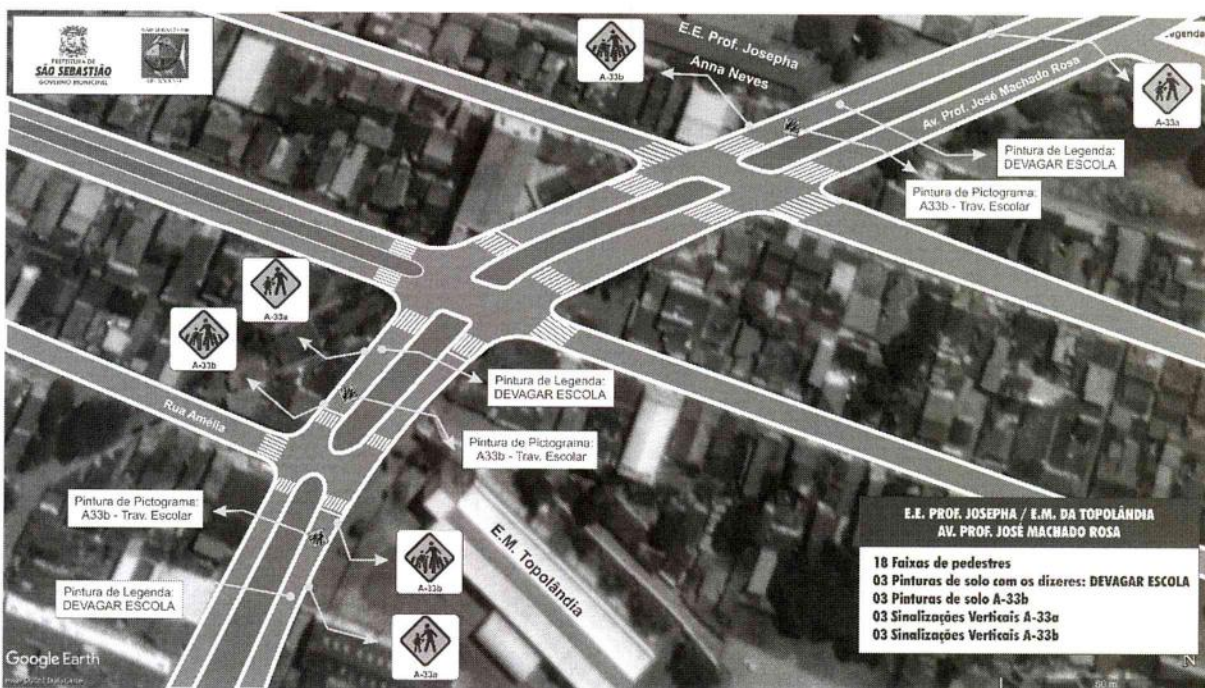 PREFEITURA DE
SÃO SEBASTIÃO
GOVERNO MUNICIPAL
A-33b
E.E. Prof. Josepha
Anna Neves
Legenda
Av. Prof. José Machado Rosa
A-33a
Pintura de Legenda:
DEVAGAR ESCOLA
Pintura de Pictograma:
A33b - Trav. Escolar
A-33a
A-33b
Rua Amélia
Pintura de Legenda:
DEVAGAR ESCOLA
Pintura de Pictograma:
A33b - Trav. Escolar
Pintura de Pictograma:
A33b - Trav. Escolar
A-33b
Pintura de Legenda:
DEVAGAR ESCOLA
A-33a
E.M. Topolândia
E.E. PROF. JOSEPHA / E.M. DA TOPOLÂNDIA
AV. PROF. JOSÉ MACHADO ROSA
18 Faixas de pedestres
03 Pinturas de solo com os dizeres: DEVAGAR ESCOLA
03 Pinturas de solo A-33b
03 Sinalizações Verticais A-33a
03 Sinalizações Verticais A-33b
Google Earth
N
60 m